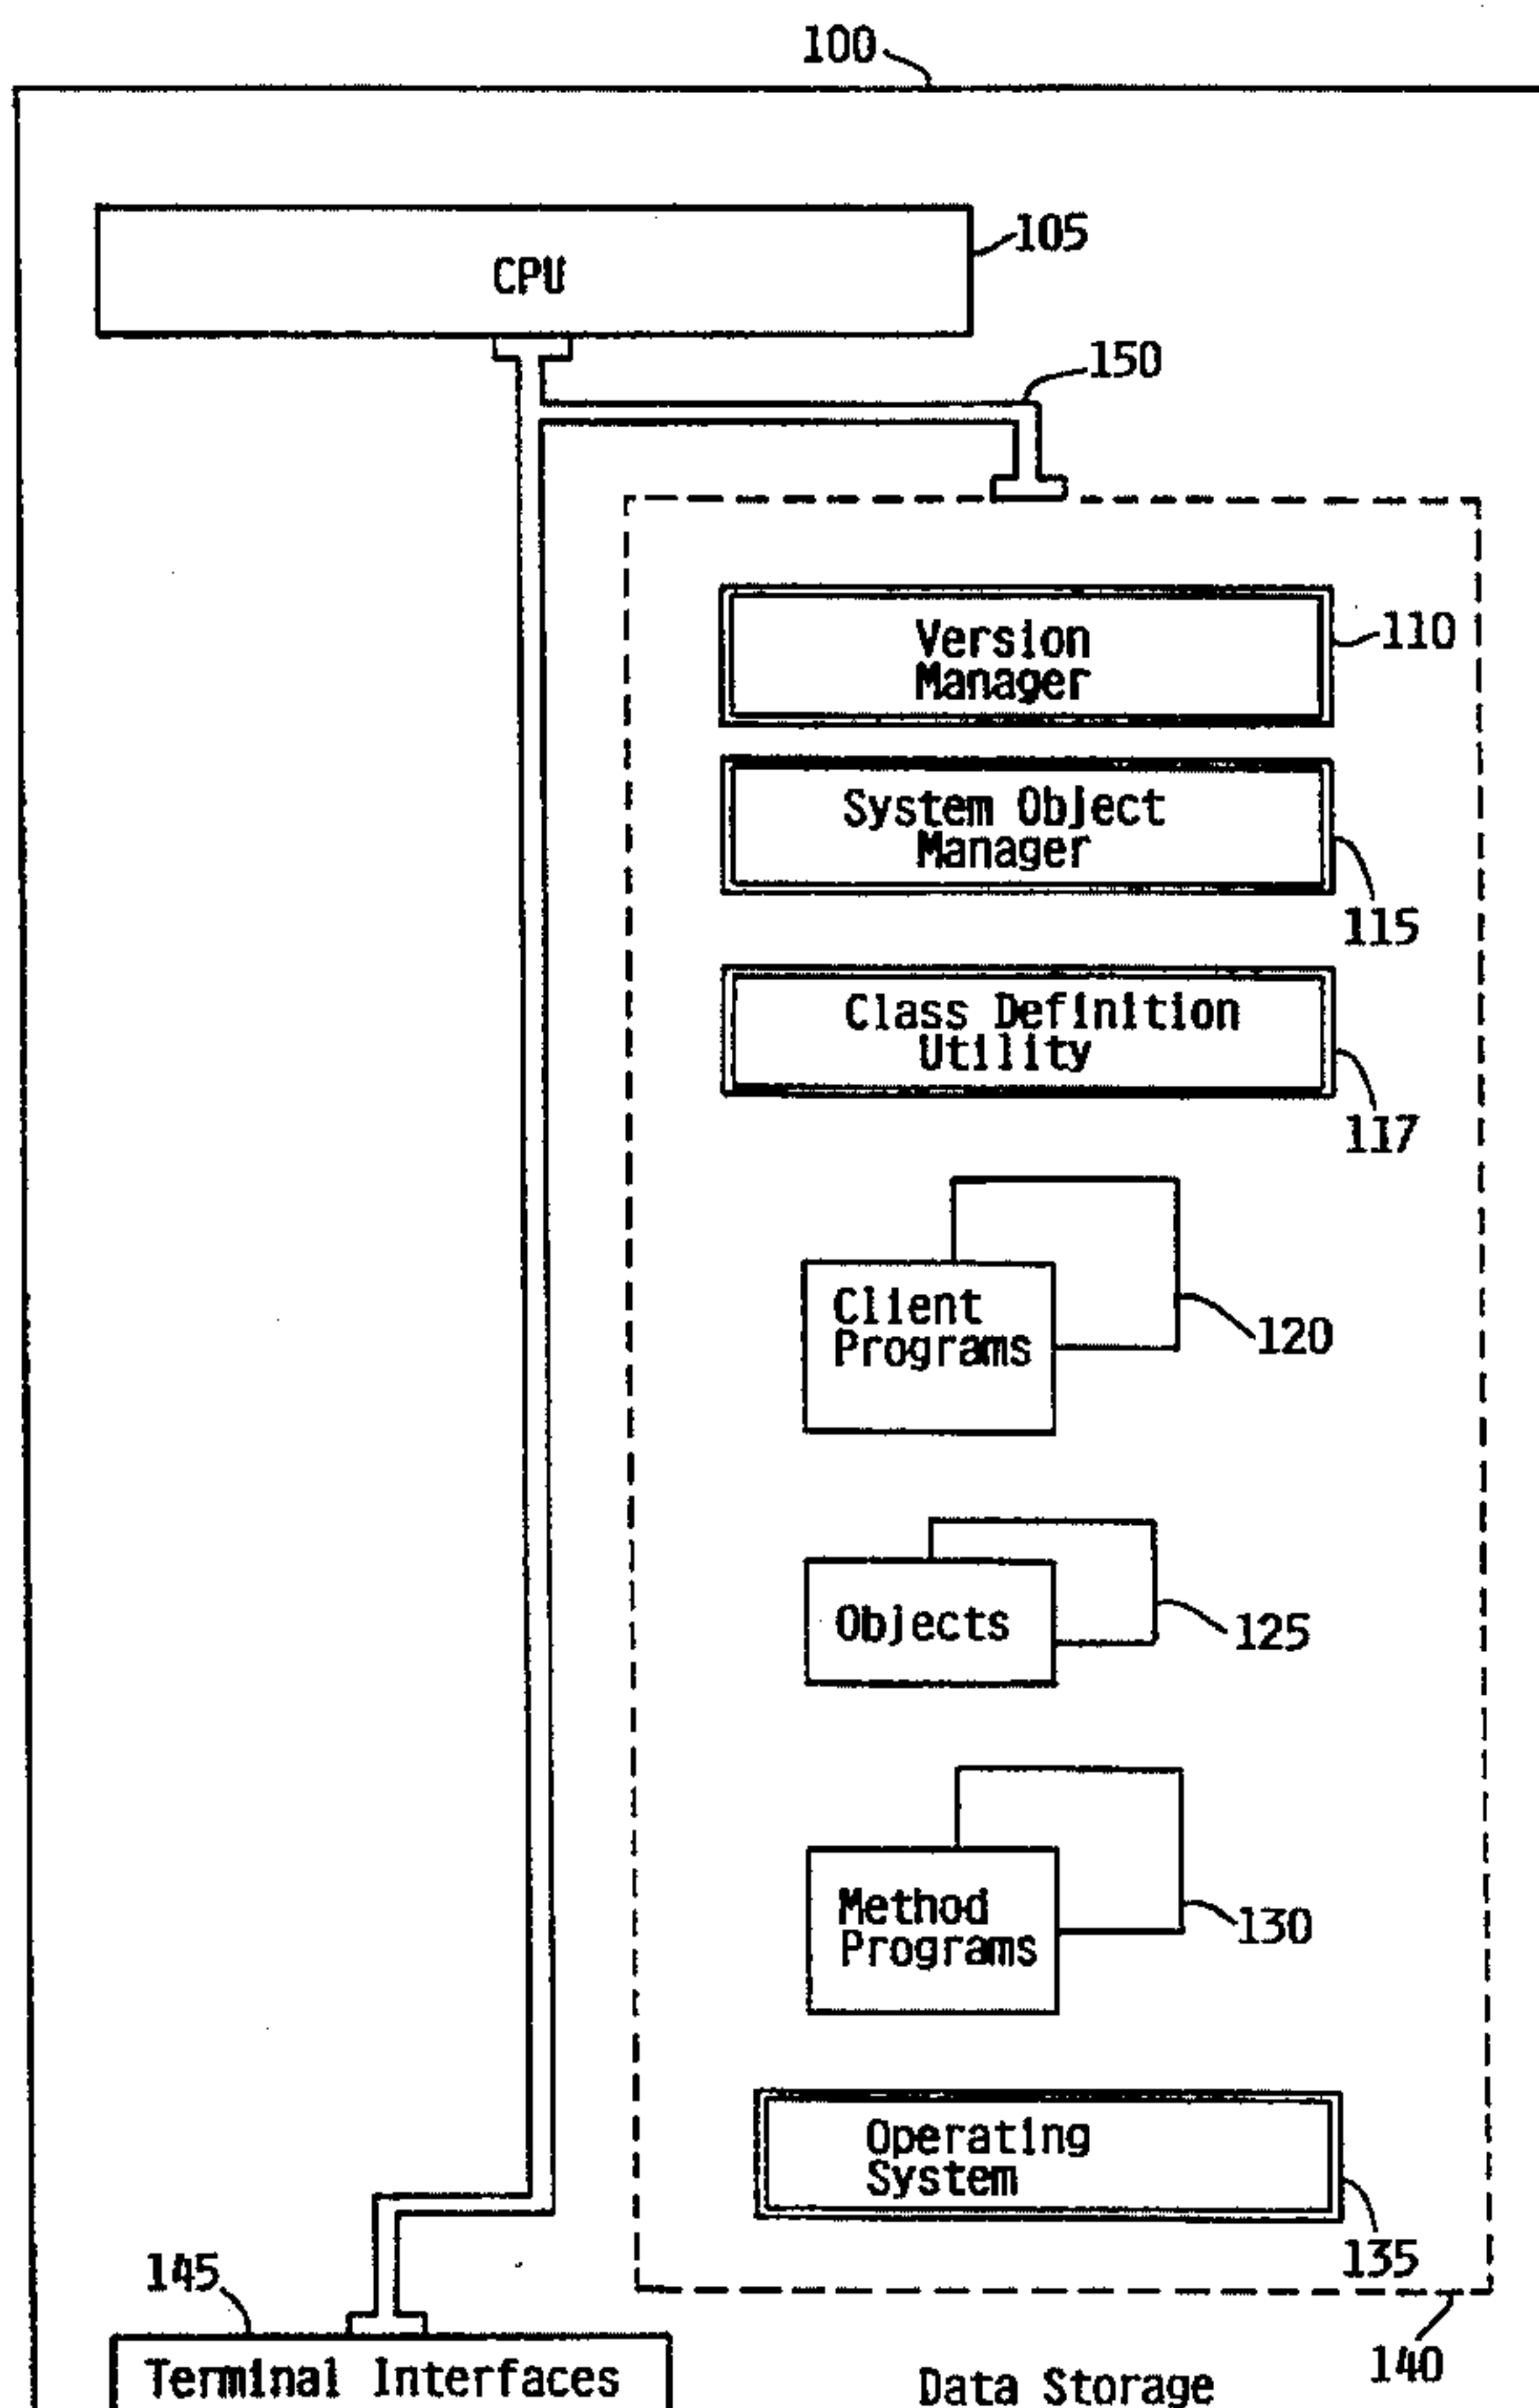 100
105
CPU
150
Version
Manager
110
System Object
Manager
115
Class Definition
Utility
117
Client
Programs
120
Objects
125
Method
Programs
130
Operating
System
135
145
140
Terminal Interfaces
Data Storage